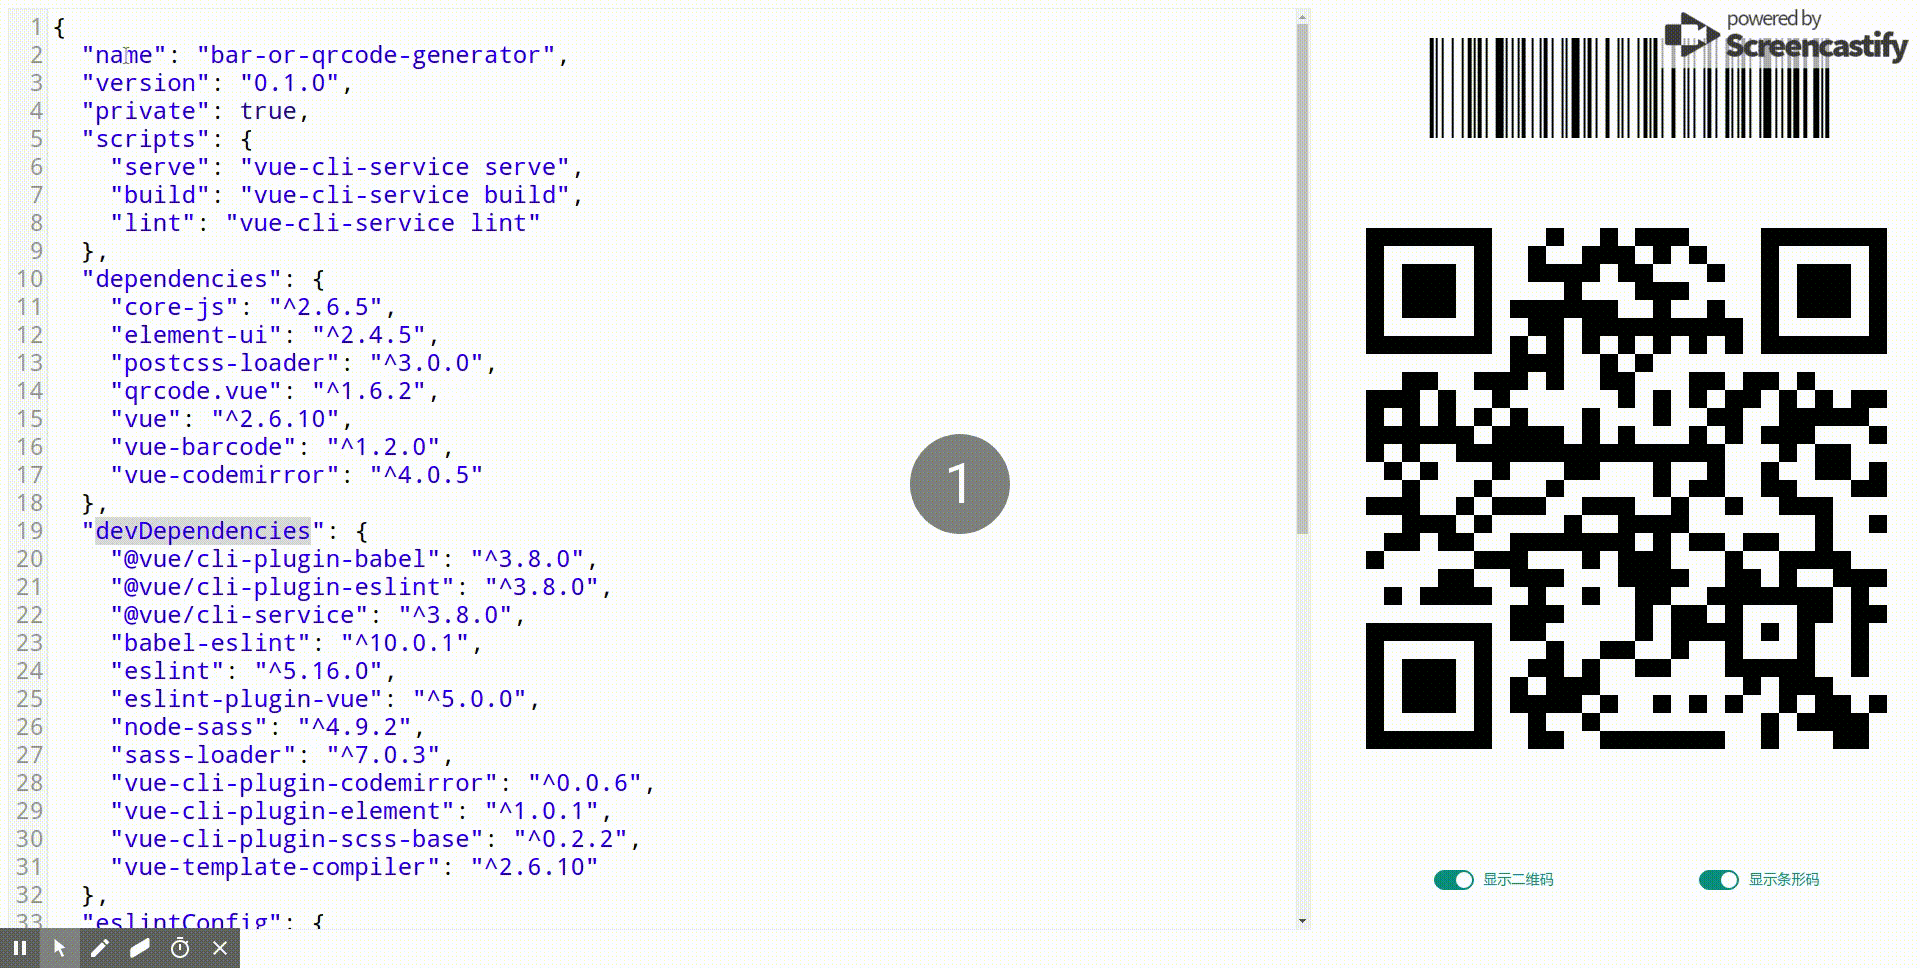 1 {
2 "name": "bar-or-qrcode-generator",
3 "version": "0.1.0",
4 "private": true,
5 "scripts": {
6 "serve": "vue-cli-service serve",
7 "build": "vue-cli-service build",
8 "lint": "vue-cli-service lint"
9 },
10 "dependencies": {
11 "core-js": "^2.6.5",
12 "element-ui": "^2.4.5",
13 "postcss-loader": "^3.0.0",
14 "qrcode.vue": "^1.6.2",
15 "vue": "^2.6.10",
16 "vue-barcode": "^1.2.0",
17 "vue-codemirror": "^4.0.5"
18 },
19 "devDependencies": {
20 "@vue/cli-plugin-babel": "^3.8.0",
21 "@vue/cli-plugin-eslint": "^3.8.0",
22 "@vue/cli-service": "^3.8.0",
23 "babel-eslint": "^10.0.1",
24 "eslint": "^5.16.0",
25 "eslint-plugin-vue": "^5.0.0",
26 "node-sass": "^4.9.2",
27 "sass-loader": "^7.0.3",
28 "vue-cli-plugin-codemirror": "^0.0.6",
29 "vue-cli-plugin-element": "^1.0.1",
30 "vue-cli-plugin-scss-base": "^0.2.2",
31 "vue-template-compiler": "^2.6.10"
32 },
33 "eslintConfig": {
1
powered by
Screencastify
显示二维码
显示条形码